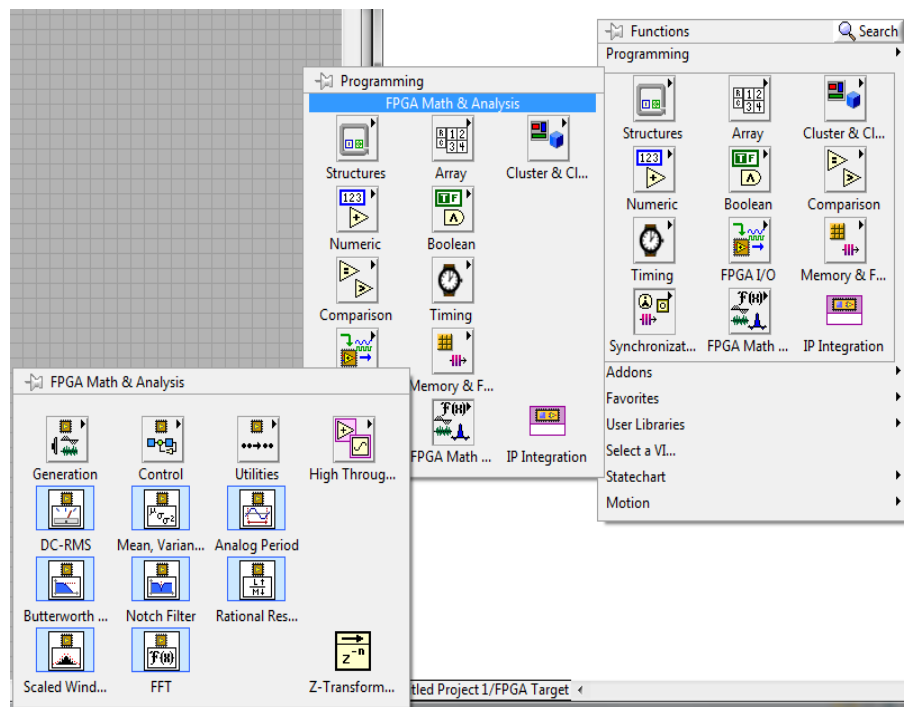 Functions
Search
Programming
Structures
Array
Cluster & Cl...
Numeric
Boolean
Comparison
Timing
FPGA I/O
Memory & F...
Synchronizat...
FPGA Math ...
IP Integration
Addons
Favorites
User Libraries
Select a VI...
Statechart
Motion
Programming
FPGA Math & Analysis
Structures
Array
Cluster & Cl...
Numeric
Boolean
Comparison
Timing
Memory & F...
FPGA Math ...
IP Integration
FPGA Math & Analysis
Generation
Control
Utilities
High Throug...
DC-RMS
Mean, Varian...
Analog Period
Butterworth ...
Notch Filter
Rational Res...
Scaled Wind...
FFT
Z-Transform...
tled Project 1/FPGA Target